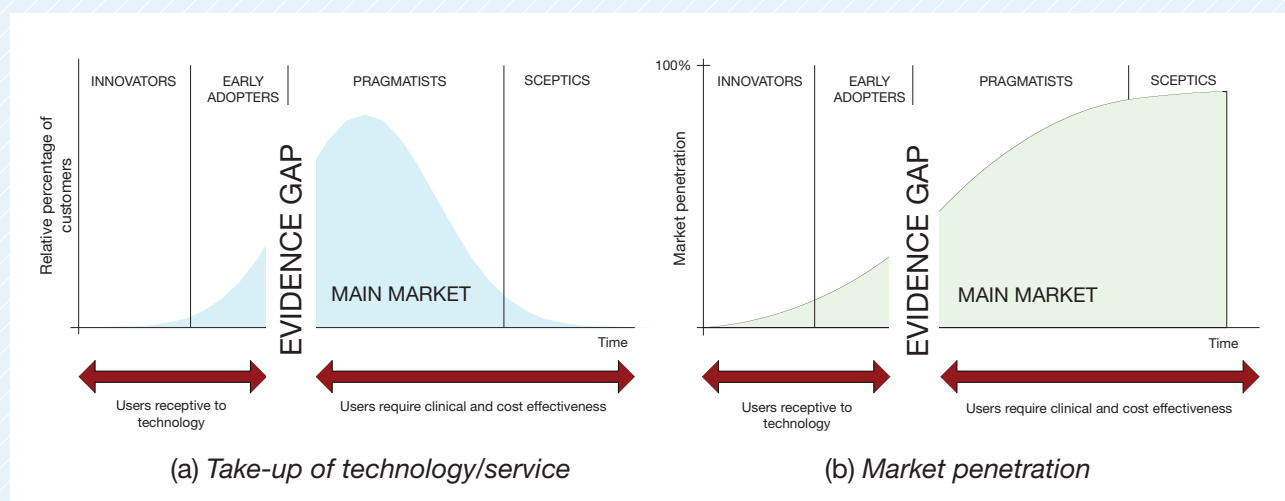 INNOVATORS
EARLY
ADOPTERS
PRAGMATISTS
SCEPTICS
Relative percentage of
customers
EVIDENCE GAP
MAIN MARKET
Time
Users receptive to
technology
Users require clinical and cost effectiveness
(a) Take-up of technology/service
100%
INNOVATORS
EARLY
ADOPTERS
PRAGMATISTS
SCEPTICS
Market penetration
EVIDENCE GAP
MAIN MARKET
Time
Users receptive to
technology
Users require clinical and cost effectiveness
(b) Market penetration